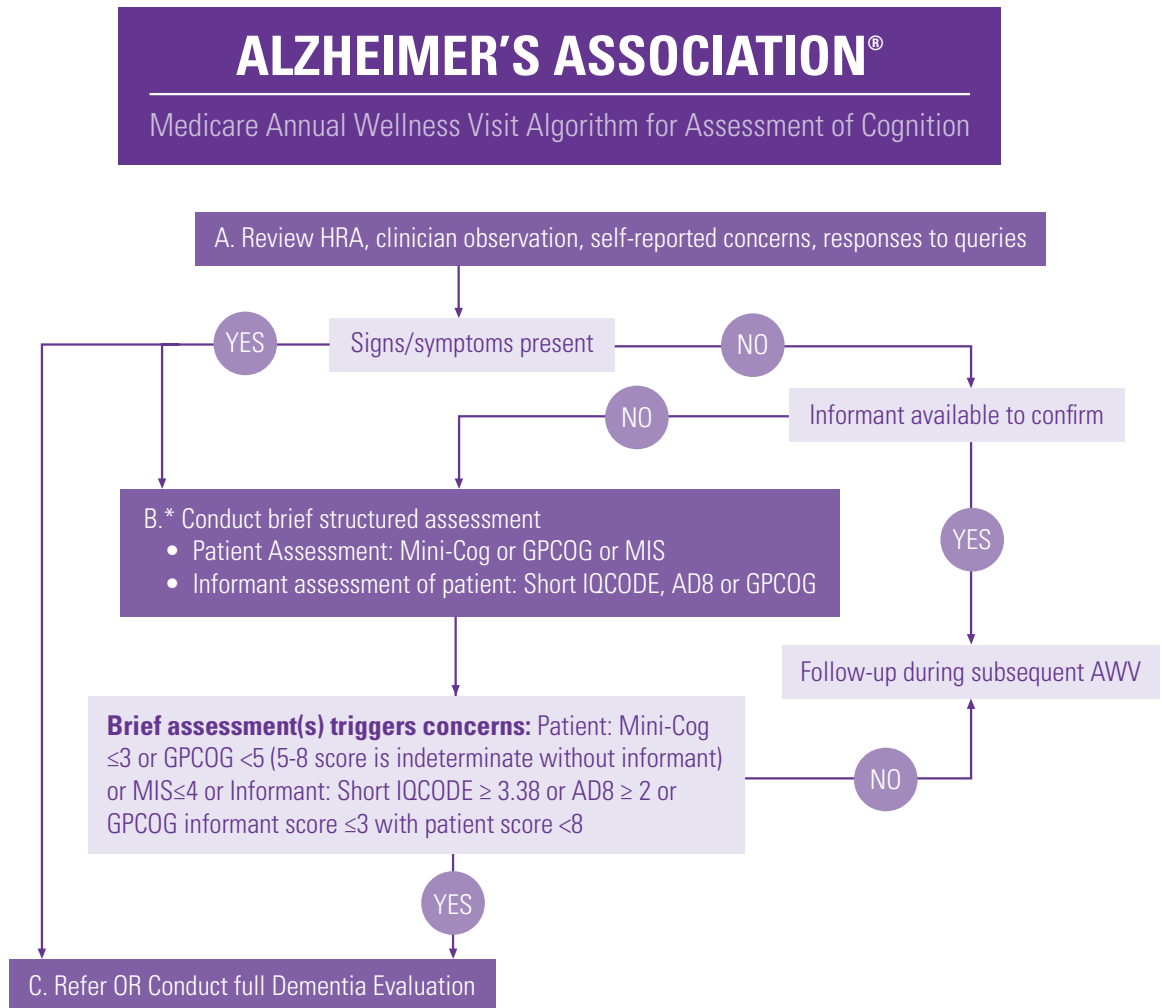 ALZHEIMER'S ASSOCIATION®
Medicare Annual Wellness Visit Algorithm for Assessment of Cognition
A. Review HRA, clinician observation, self-reported concerns, responses to queries
YES
Signs/symptoms present
NO
NO
Informant available to confirm
B.* Conduct brief structured assessment
• Patient Assessment: Mini-Cog or GPCOG or MIS
• Informant assessment of patient: Short IQCODE, AD8 or GPCOG
YES
Follow-up during subsequent AWV
Brief assessment(s) triggers concerns: Patient: Mini-Cog
≤3 or GPCOG <5 (5-8 score is indeterminate without informant)
or MIS≤4 or Informant: Short IQCODE ≥ 3.38 or AD8 ≥ 2 or
GPCOG informant score ≤3 with patient score <8
NO
YES
C. Refer OR Conduct full Dementia Evaluation